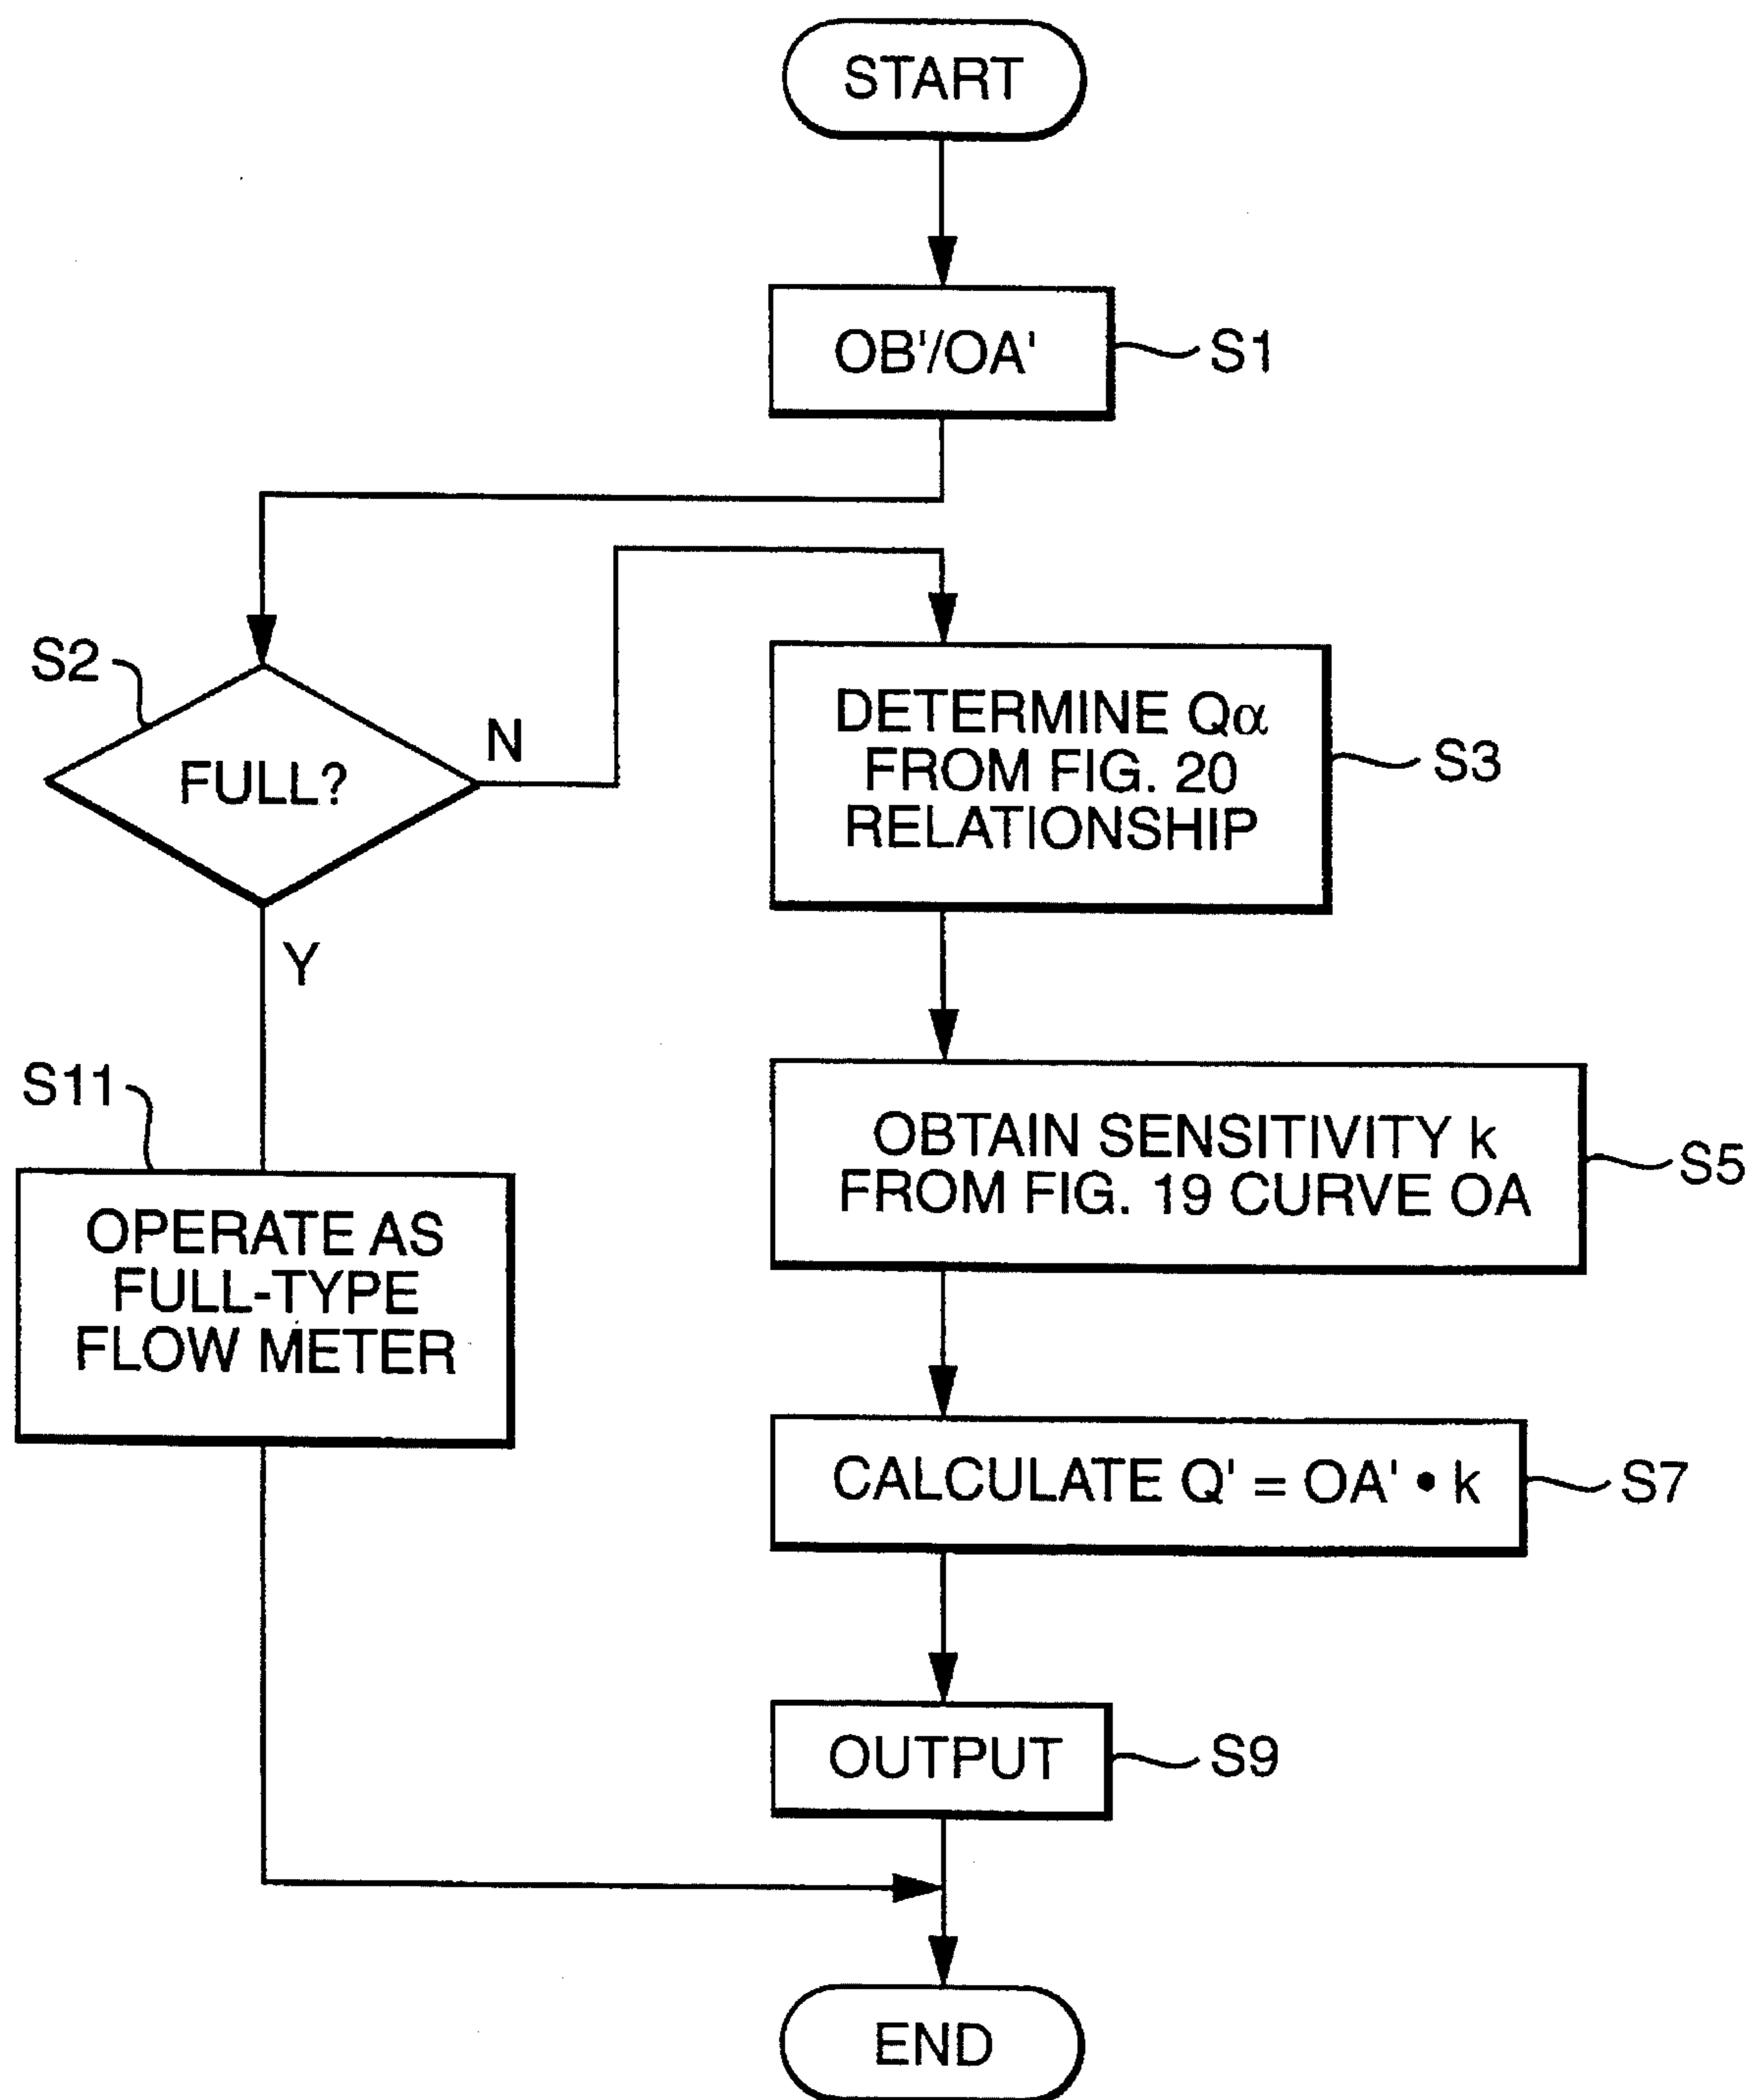 START
OB'/OA'
S1
S2
FULL?
N
Y
DETERMINE Qα
FROM FIG. 20
RELATIONSHIP
S3
OBTAIN SENSITIVITY k
FROM FIG. 19 CURVE OA
S5
S11
OPERATE AS
FULL-TYPE
FLOW METER
CALCULATE Q' = OA' • k
S7
OUTPUT
S9
END